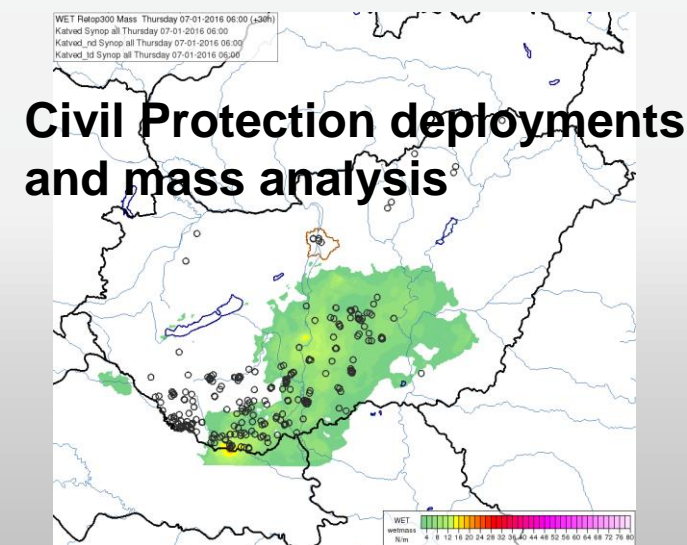 WET Retop300 Mass Thursday 07-01-2016 06:00 (+30h)
Katved Synop all Thursday 07-01-2016 06:00
Katved_nd Synop all Thursday 07-01-2016 06:00
Katved_td Synop all Thursday 07-01-2016 06:00
Civil Protection deployments
and mass analysis
WET
wetmass
N/m
4 8 12 16 20 24 28 32 36 40 44 48 52 56 60 64 68 72 76 80